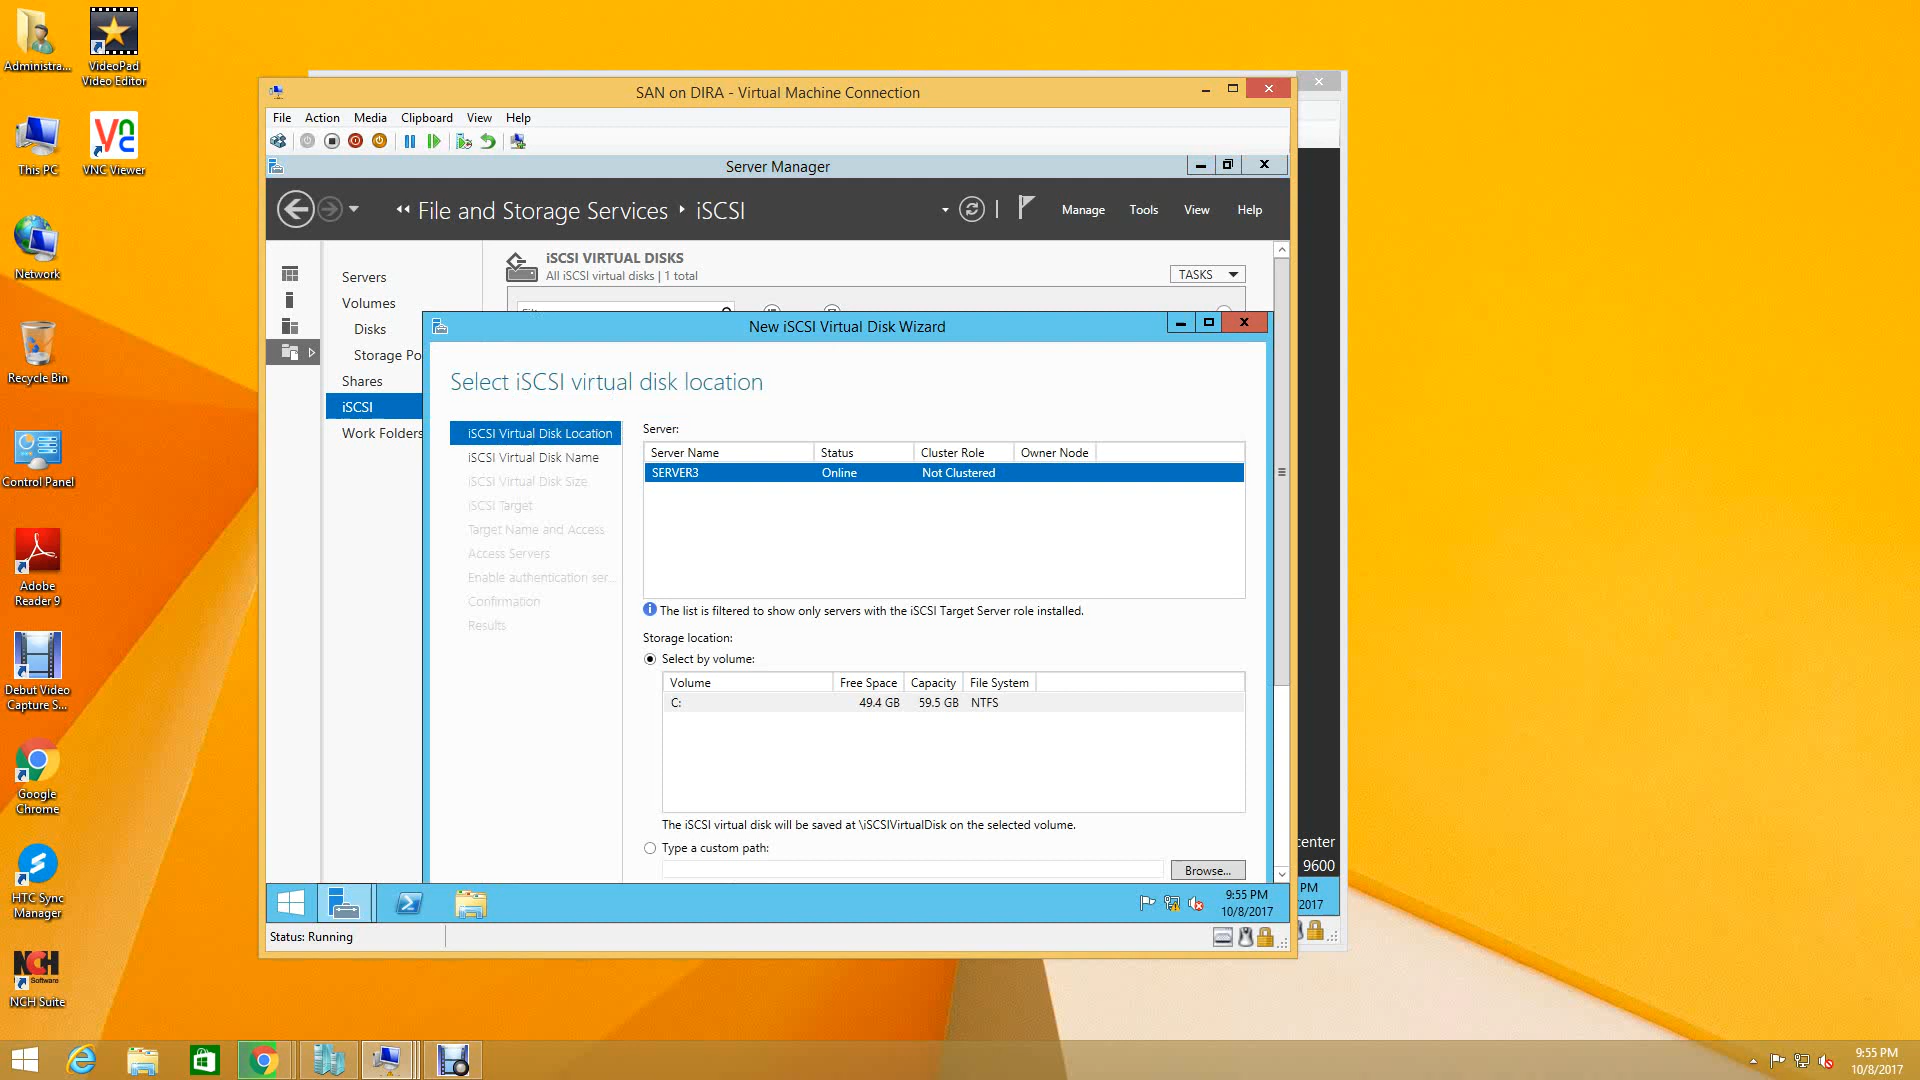 Administra...
VideoPad
Video Editor
This PC
VNC Viewer
Network
Recycle Bin
Control Panel
Adobe
Reader 9
Debut Video
Capture S...
Google
Chrome
HTC Sync
Manager
NCH Software
NCH Suite
SAN on DIRA - Virtual Machine Connection
File Action Media Clipboard View Help
Server Manager
File and Storage Services iSCSI
Manage Tools View Help
Servers
Volumes
Disks
Storage Po
Shares
iSCSI
Work Folders
iSCSI VIRTUAL DISKS
All iSCSI virtual disks | 1 total
TASKS
New iSCSI Virtual Disk Wizard
Select iSCSI virtual disk location
iSCSI Virtual Disk Location
iSCSI Virtual Disk Name
iSCSI Virtual Disk Size
iSCSI Target
Target Name and Access
Access Servers
Enable authentication ser...
Confirmation
Results
Server:
Server Name Status Cluster Role Owner Node
SERVER3 Online Not Clustered
The list is filtered to show only servers with the iSCSI Target Server role installed.
Storage location:
Select by volume:
Volume Free Space Capacity File System
C: 49.4 GB 59.5 GB NTFS
The iSCSI virtual disk will be saved at \iSCSIVirtualDisk on the selected volume.
Type a custom path:
Browse...
9:55 PM
10/8/2017
Status: Running
center
9600
PM
2017
9:55 PM
10/8/2017